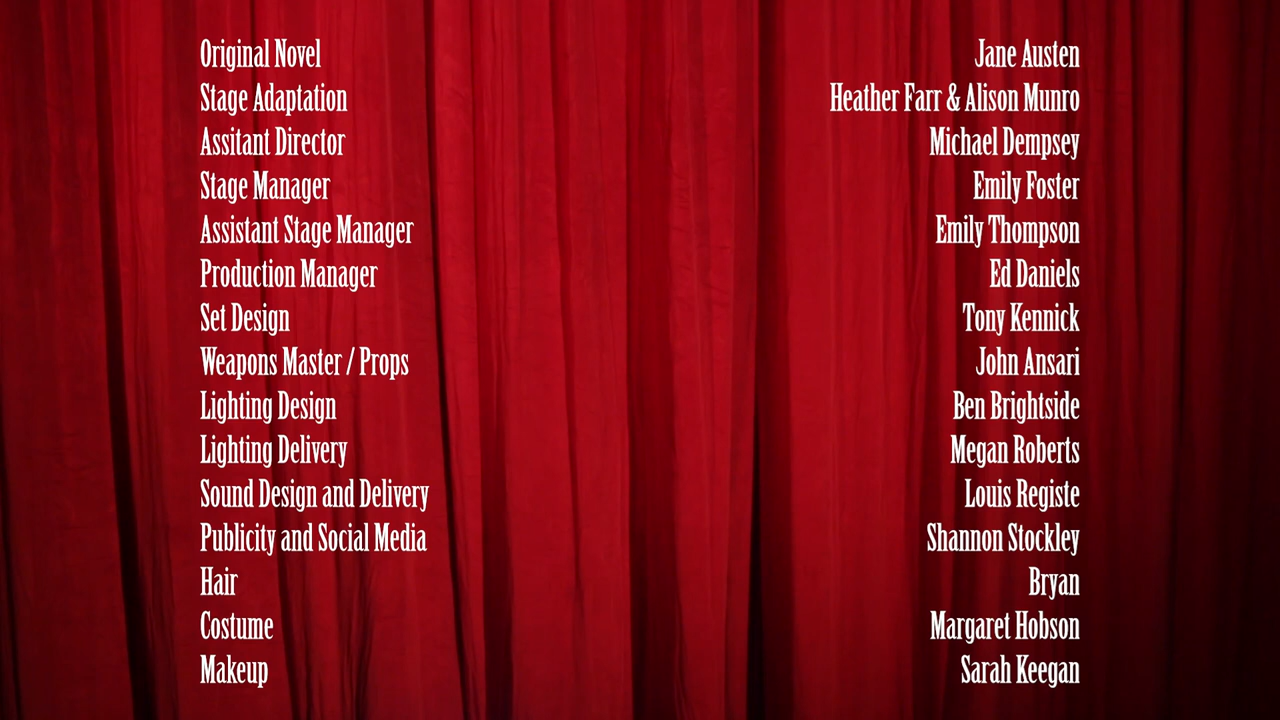 Original Novel Jane Austen
Stage Adaptation Heather Farr & Alison Munro
Assitant Director Michael Dempsey
Stage Manager Emily Foster
Assistant Stage Manager Emily Thompson
Production Manager Ed Daniels
Set Design Tony Kennick
Weapons Master / Props John Ansari
Lighting Design Ben Brightside
Lighting Delivery Megan Roberts
Sound Design and Delivery Louis Registe
Publicity and Social Media Shannon Stockley
Hair Bryan
Costume Margaret Hobson
Makeup Sarah Keegan